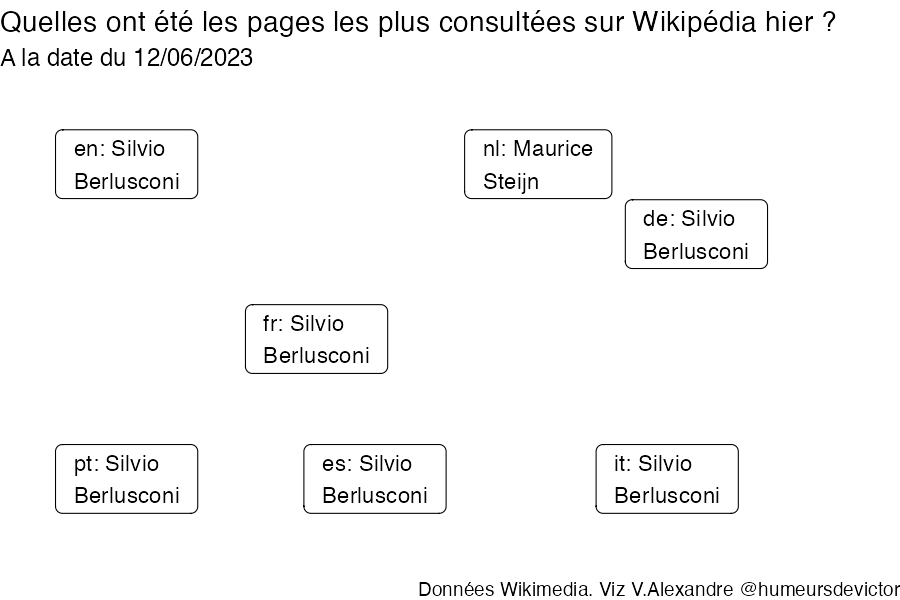 Quelles ont été les pages les plus consultées sur Wikipédia hier ?
A la date du 12/06/2023
en: Silvio
Berlusconi
nl: Maurice
Steijn
de: Silvio
Berlusconi
fr: Silvio
Berlusconi
pt: Silvio
Berlusconi
es: Silvio
Berlusconi
it: Silvio
Berlusconi
Données Wikimedia. Viz V.Alexandre @humeursdevictor